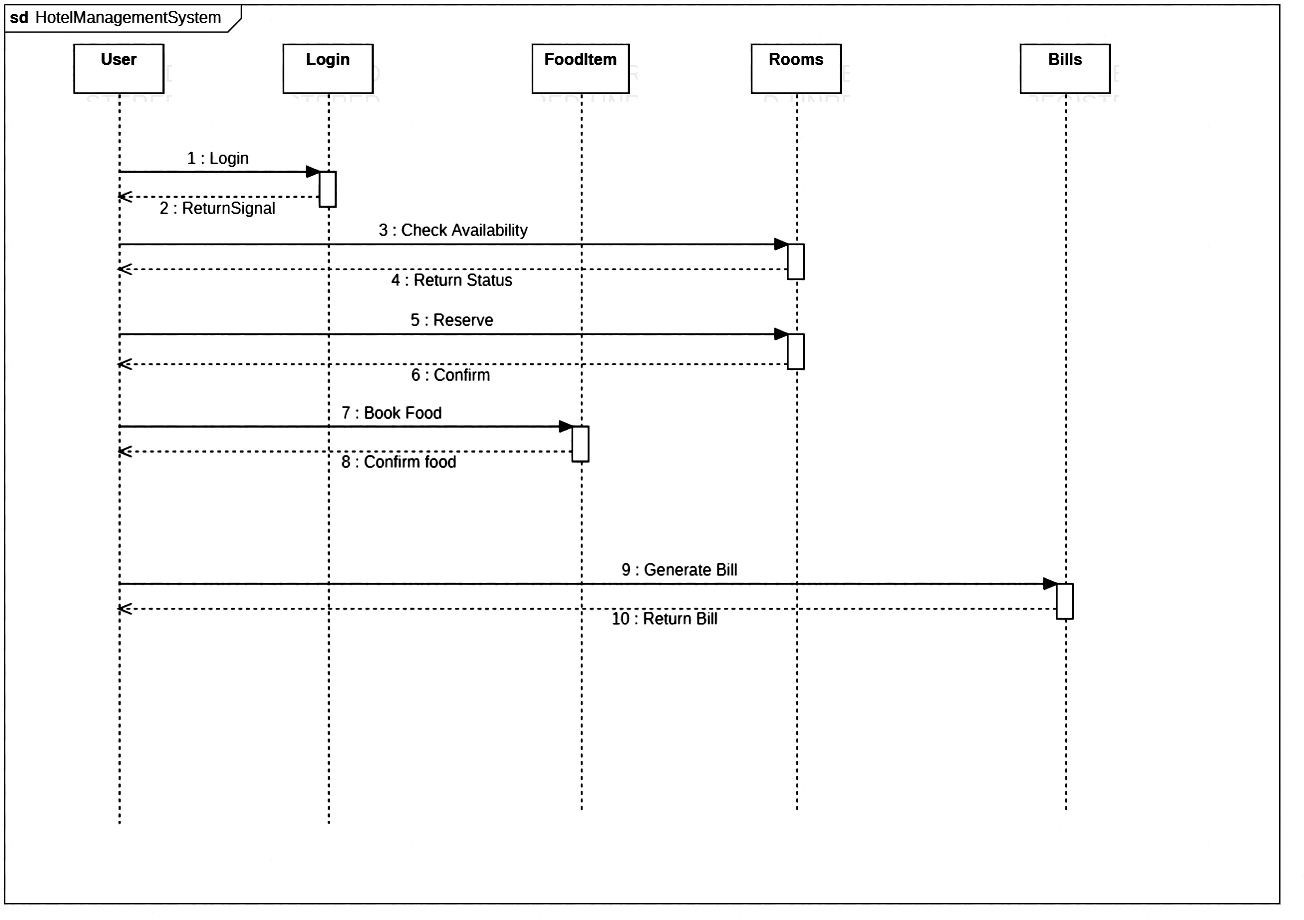 sd HotelManagementSystem
User
Login
FoodItem
Rooms
Bills
1 : Login
2 : ReturnSignal
3 : Check Availability
4 : Return Status
5 : Reserve
6 : Confirm
7 : Book Food
8 : Confirm food
9 : Generate Bill
10 : Return Bill